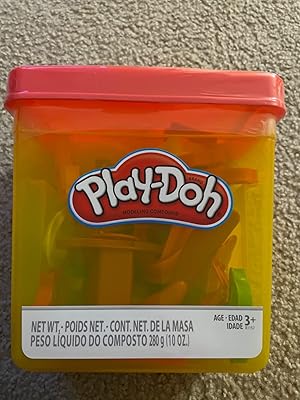 Play-Doh
BRAND
MODELING COMPOUND
NET WT,- POIDS NET.- CONT. NET. DE LA MASA
PESO LÍQUIDO DO COMPOSTO 280 g (10 OZ.)
AGE · EDAD 3+
IDADE